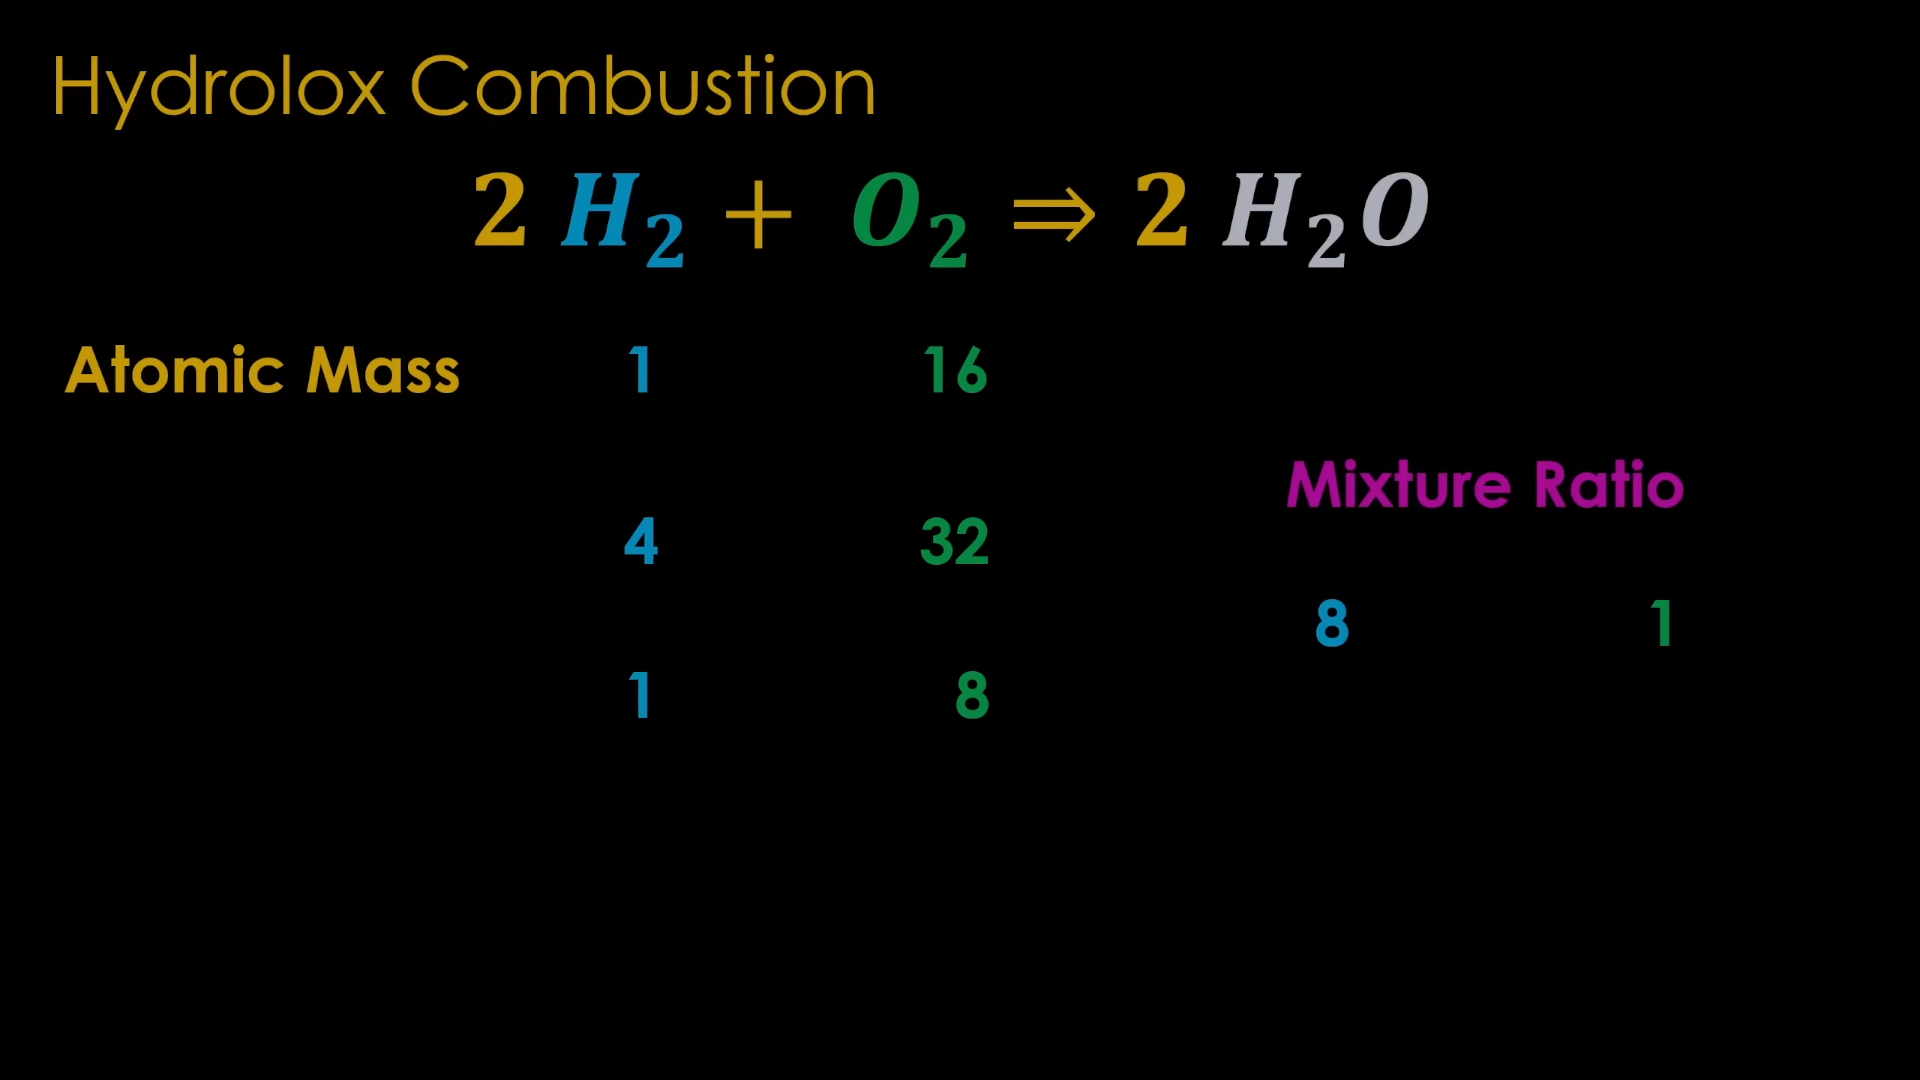 Hydrolox Combustion
2 H₂ + O₂ ⇒ 2 H₂O
Atomic Mass 1 16
Mixture Ratio
4 32
8 1
1 8